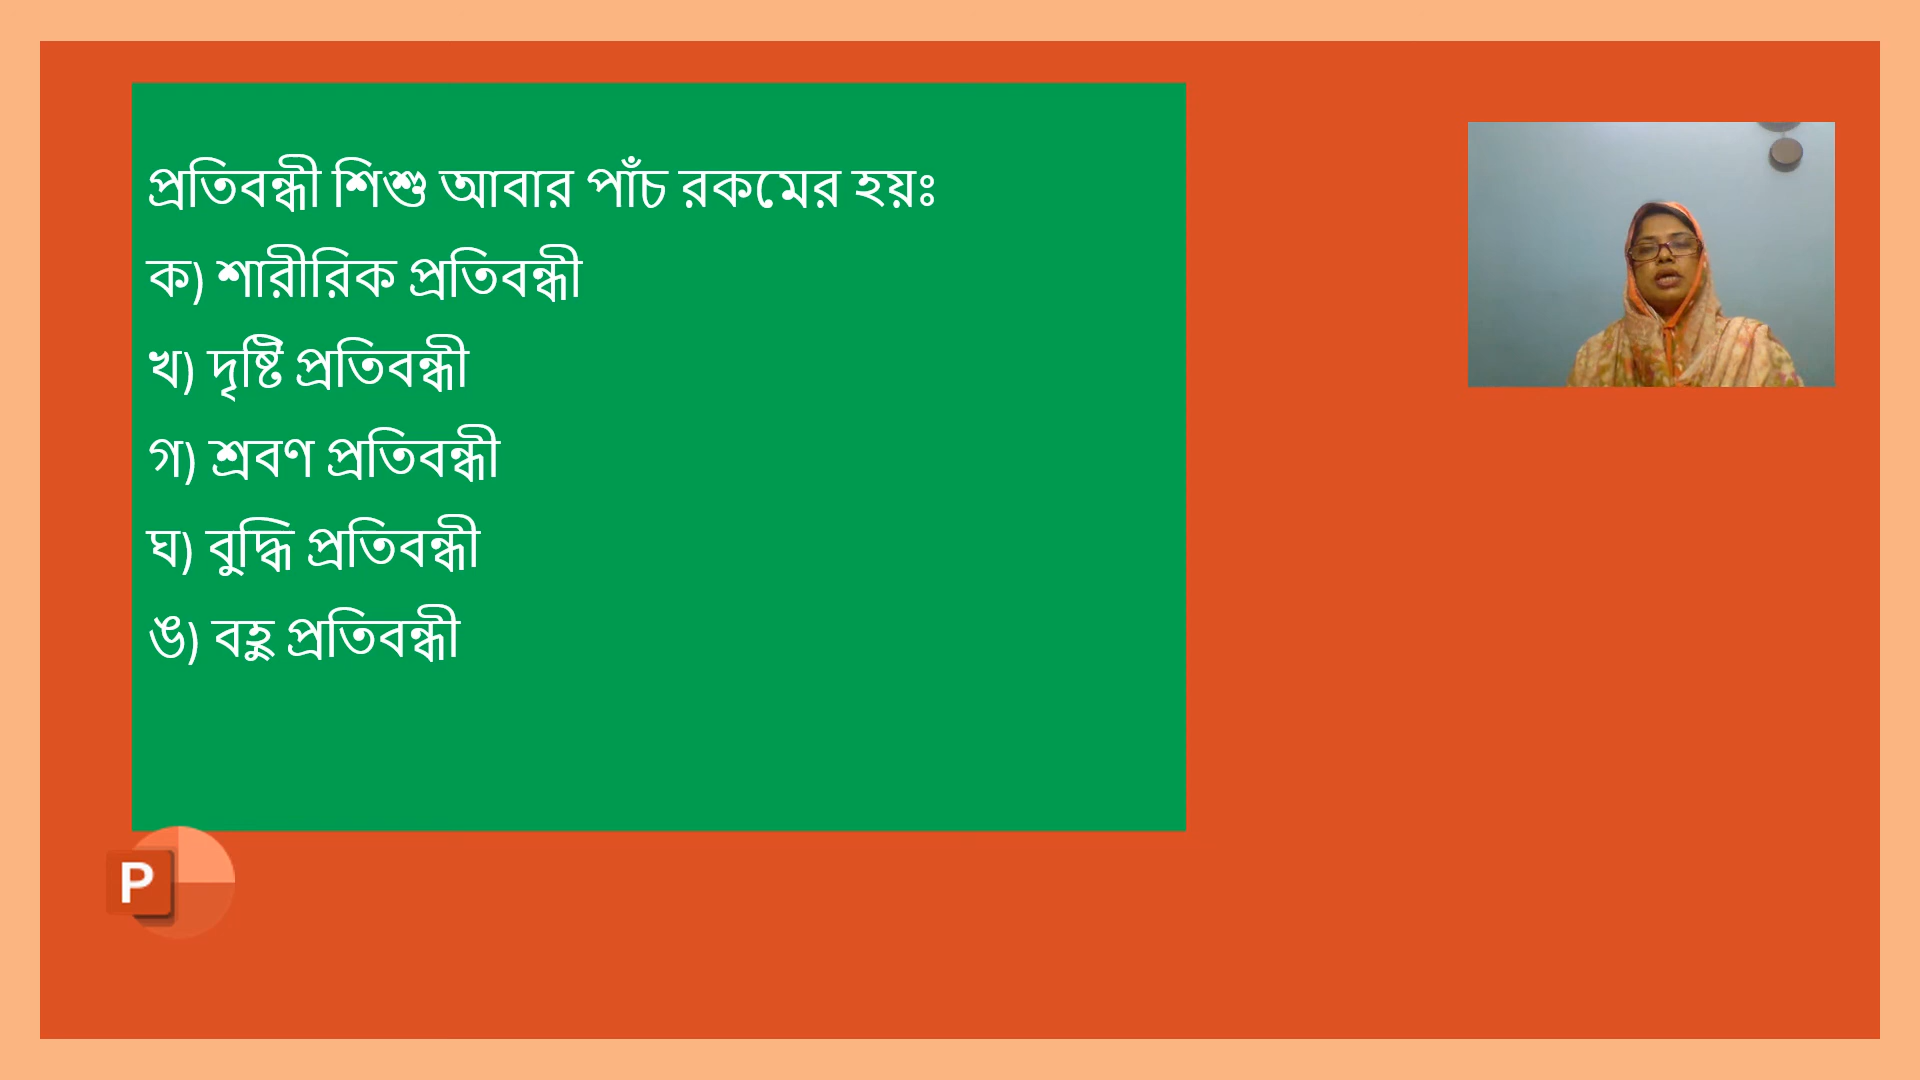 প্রতিবন্ধী শিশু আবার পাঁচ রকমের হয়ঃ
ক) শারীরিক প্রতিবন্ধী
খ) দৃষ্টি প্রতিবন্ধী
গ) শ্রবণ প্রতিবন্ধী
ঘ) বুদ্ধি প্রতিবন্ধী
ঙ) বহু প্রতিবন্ধী
P